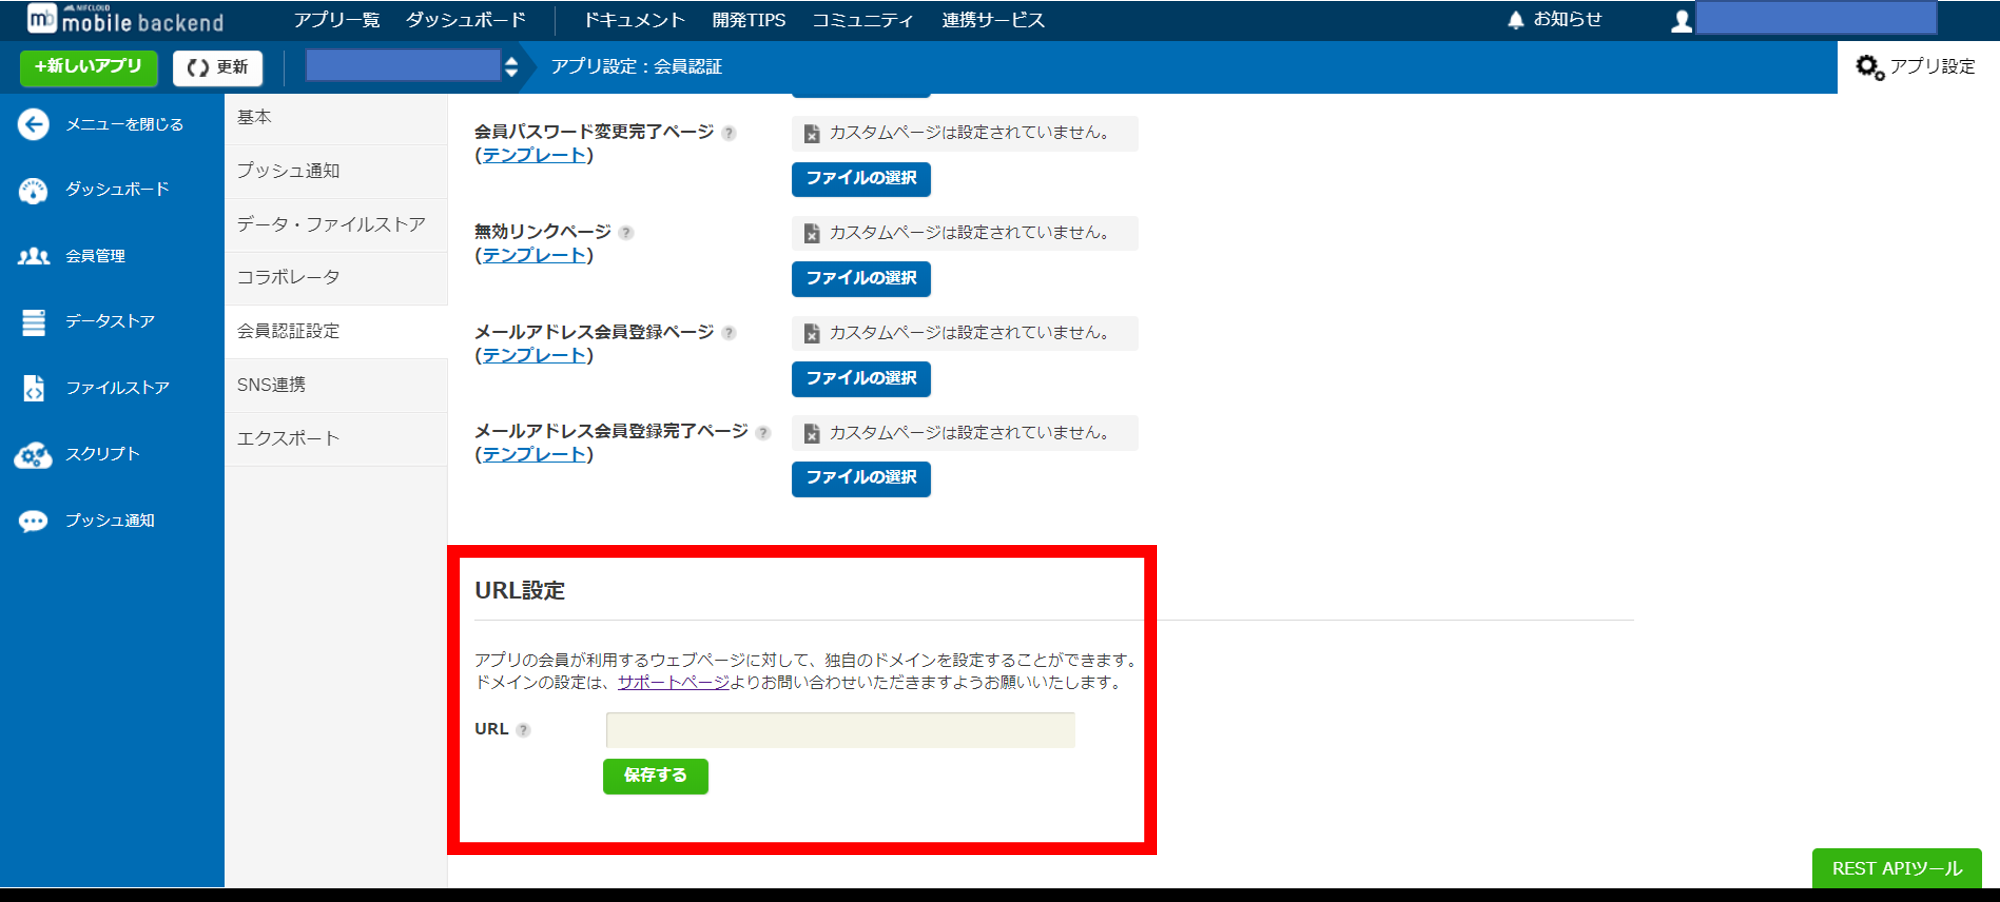 NIFCLOUD
mb mobile backend
アプリ一覧 ダッシュボード ドキュメント 開発TIPS コミュニティ 連携サービス お知らせ
+新しいアプリ 更新 アプリ設定：会員認証 アプリ設定
メニューを閉じる
ダッシュボード
会員管理
データストア
ファイルストア
スクリプト
プッシュ通知
基本
プッシュ通知
データ・ファイルストア
コラボレータ
会員認証設定
SNS連携
エクスポート
会員パスワード変更完了ページ ? カスタムページは設定されていません。
(テンプレート)
ファイルの選択
無効リンクページ ? カスタムページは設定されていません。
(テンプレート)
ファイルの選択
メールアドレス会員登録ページ ? カスタムページは設定されていません。
(テンプレート)
ファイルの選択
メールアドレス会員登録完了ページ ? カスタムページは設定されていません。
(テンプレート)
ファイルの選択
URL設定
アプリの会員が利用するウェブページに対して、独自のドメインを設定することができます。
ドメインの設定は、サポートページよりお問い合わせいただきますようお願いいたします。
URL ?
保存する
REST APIツール